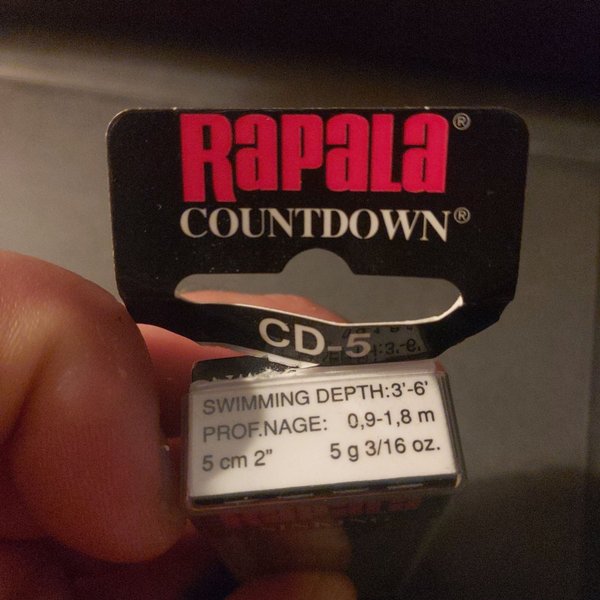 RAPALA®
COUNTDOWN®
CD-5
SWIMMING DEPTH:3'-6'
PROF.NAGE: 0,9-1,8 m
5 cm 2" 5 g 3/16 oz.